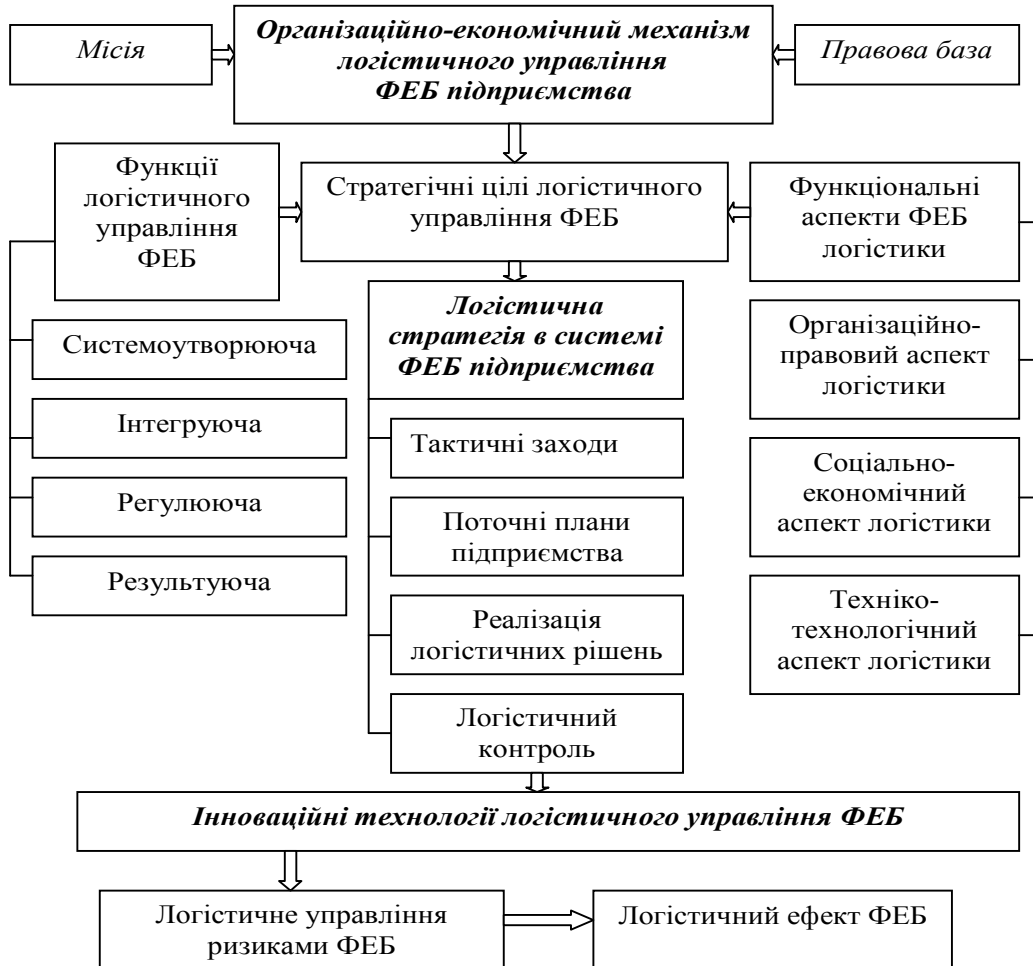 Місія
Організаційно-економічний механізм
логістичного управління
ФЕБ підприємства
Правова база
Функції
логістичного
управління
ФЕБ
Стратегічні цілі логістичного
управління ФЕБ
Функціональні
аспекти ФЕБ
логістики
Системоутворююча
Інтегруюча
Регулююча
Результуюча
Логістична
стратегія в системі
ФЕБ підприємства
Тактичні заходи
Поточні плани
підприємства
Реалізація
логістичних рішень
Логістичний
контроль
Організаційно-
правовий аспект
логістики
Соціально-
економічний
аспект логістики
Техніко-
технологічний
аспект логістики
Інноваційні технології логістичного управління ФЕБ
Логістичне управління
ризиками ФЕБ
Логістичний ефект ФЕБ